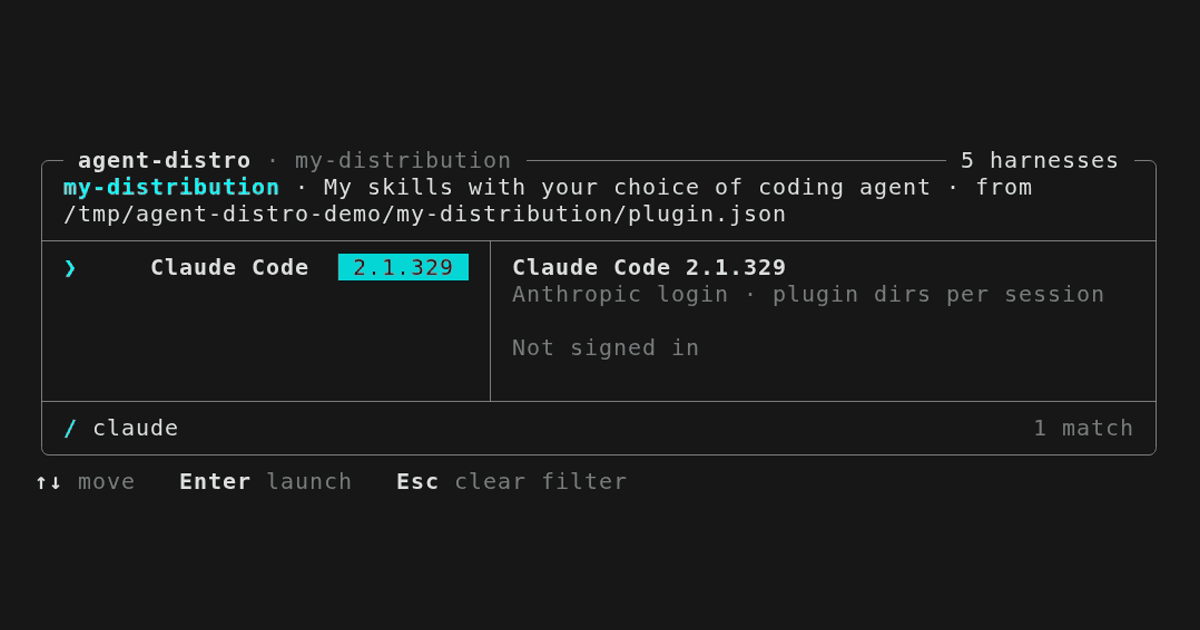 agent-distro · my-distribution 5 harnesses
my-distribution · My skills with your choice of coding agent · from
/tmp/agent-distro-demo/my-distribution/plugin.json
❯ Claude Code 2.1.329
Claude Code 2.1.329
Anthropic login · plugin dirs per session
Not signed in
/ claude 1 match
↑↓ move Enter launch Esc clear filter